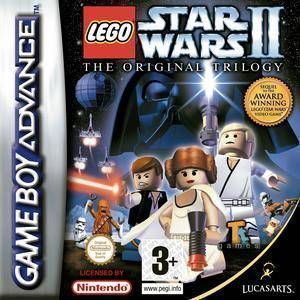 GAME BOY ADVANCE
LEGO
STAR
WARS II
THE ORIGINAL TRILOGY
SEQUEL
TO THE
AWARD
WINNING
LEGO STAR WARS
VIDEO GAME
LICENSED BY
Nintendo
3+
www.pegi.info
games
LUCASARTS